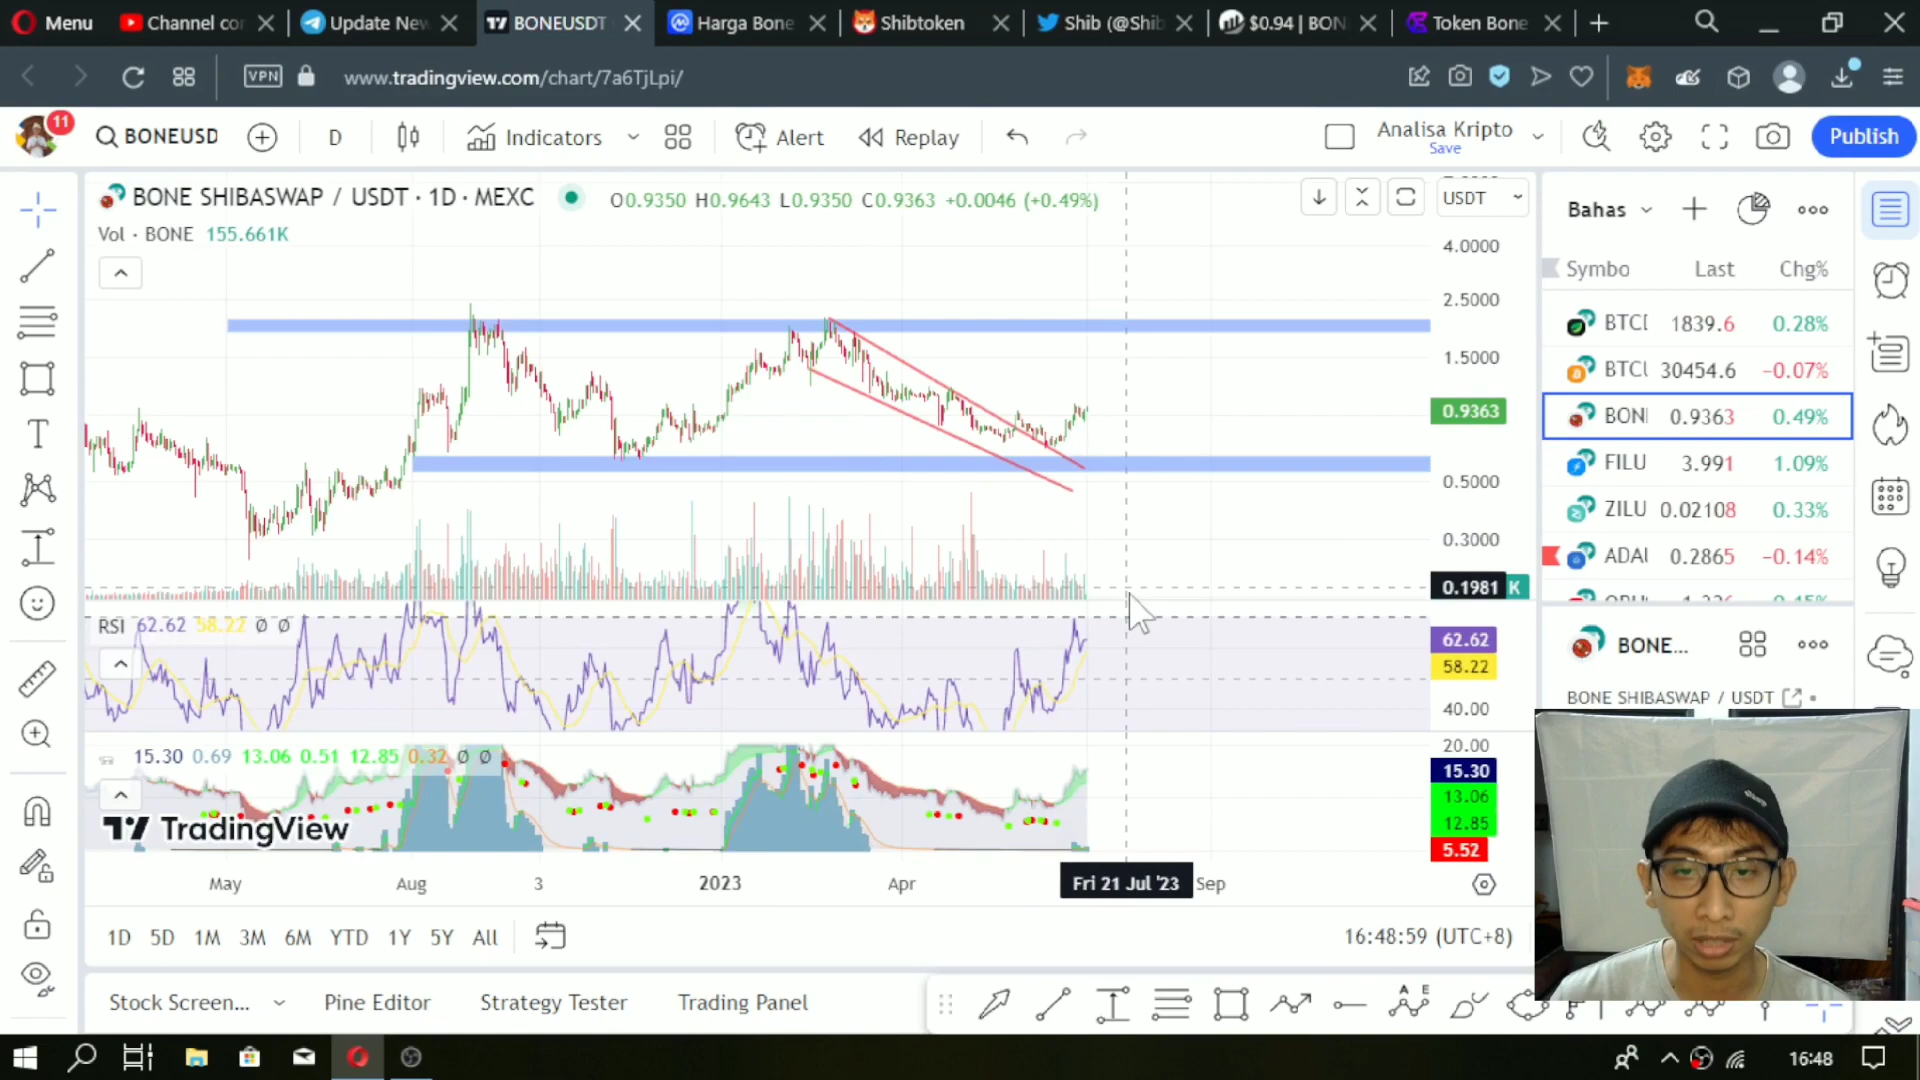 Menu
Channel cor
Update New
BONEUSDT
Harga Bone
Shibtoken
Shib (@Shib
$0.94 | BON
Token Bone
VPN
www.tradingview.com/chart/7a6TjLpi/
11
BONEUSD
D
Indicators
Alert
Replay
Analisa Kripto
Save
Publish
BONE SHIBASWAP / USDT · 1D · MEXC
O0.9350 H0.9643 L0.9350 C0.9363 +0.0046 (+0.49%)
USDT
Vol · BONE 155.661K
4.0000
2.5000
1.5000
0.9363
0.5000
0.3000
0.1981 K
RSI 62.62 58.22 Ø Ø
62.62
58.22
40.00
15.30 0.69 13.06 0.51 12.85 0.32 Ø Ø
20.00
15.30
13.06
12.85
5.52
TradingView
May
Aug
3
2023
Apr
Fri 21 Jul '23
Sep
1D 5D 1M 3M 6M YTD 1Y 5Y All
16:48:59 (UTC+8)
Stock Screen...
Pine Editor
Strategy Tester
Trading Panel
Bahas
Symbo Last Chg%
1839.6 0.28%
30454.6 −0.07%
BONI 0.9363 0.49%
FILU 3.991 1.09%
ZILU 0.02108 0.33%
ADAI 0.2865 −0.14%
BONE...
BONE SHIBASWAP / USDT
A E
16:48